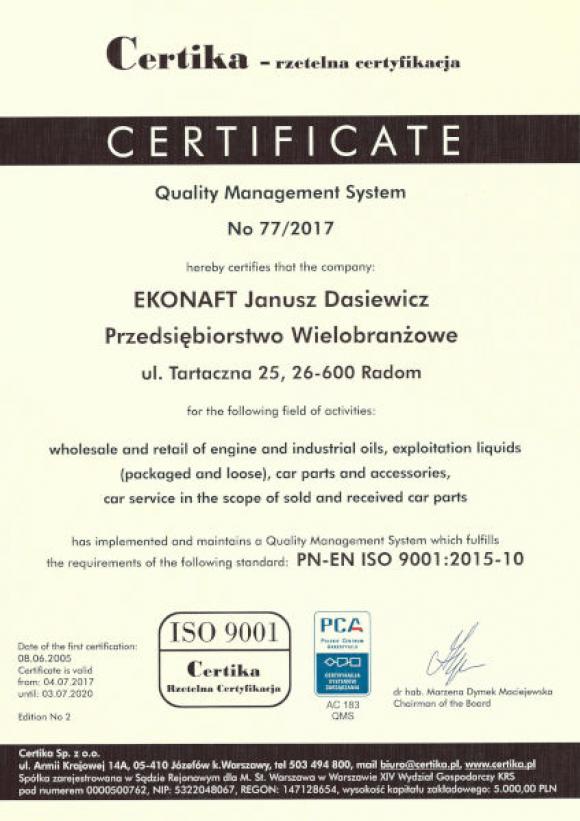 Certika – rzetelna certyfikacja
CERTIFICATE
Quality Management System
No 77/2017
hereby certifies that the company:
EKONAFT Janusz Dasiewicz
Przedsiębiorstwo Wielobranżowe
ul. Tartaczna 25, 26-600 Radom
for the following field of activities:
wholesale and retail of engine and industrial oils, exploitation liquids
(packaged and loose), car parts and accessories,
car service in the scope of sold and received car parts
has implemented and maintains a Quality Management System which fulfills
the requirements of the following standard: PN-EN ISO 9001:2015-10
Date of the first certification:
08.06.2005
Certificate is valid
from: 04.07.2017
until: 03.07.2020
Edition No 2
ISO 9001
Certika
Rzetelna Certyfikacja
PCA
POLSKIE CENTRUM
AKREDYTACJI
CERTYFIKACJA
SYSTEMÓW
ZARZĄDZANIA
AC 183
QMS
dr hab. Marzena Dymek Maciejewska
Chairman of the Board
Certika Sp. z o.o.
ul. Armii Krajowej 14A, 05-410 Józefów k.Warszawy, tel 503 494 800, mail biuro@certika.pl, www.certika.pl
Spółka zarejestrowana w Sądzie Rejonowym dla M. St. Warszawa w Warszawie XIV Wydział Gospodarczy KRS
pod numerem 0000500762, NIP: 5322048067, REGON: 147128654, wysokość kapitału zakładowego: 5.000,00 PLN